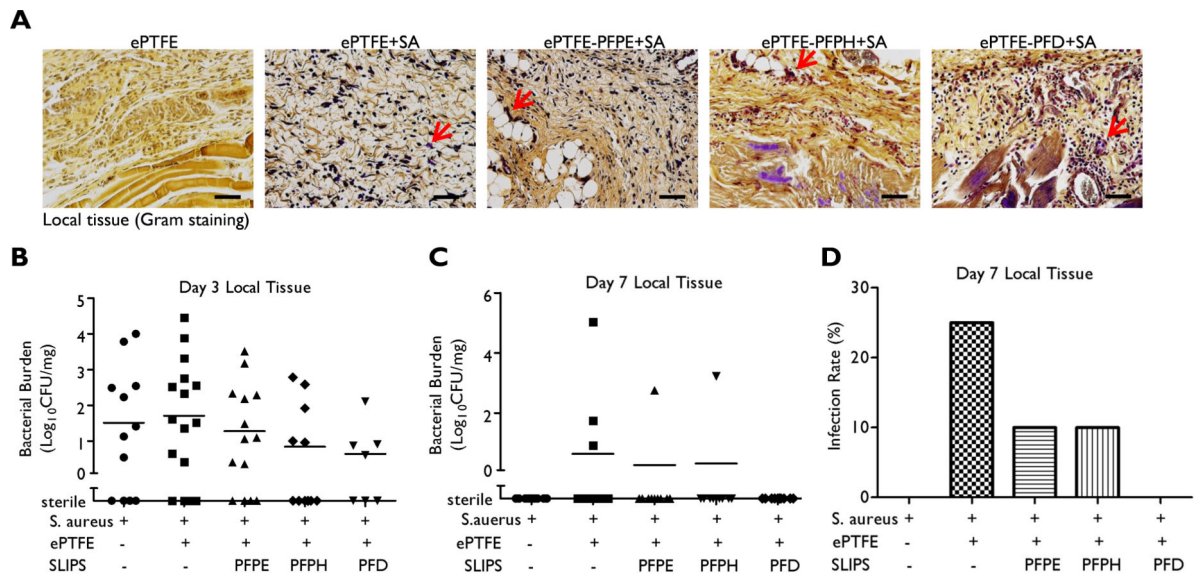 A
ePTFE ePTFE+SA ePTFE-PFPE+SA ePTFE-PFPH+SA ePTFE-PFD+SA
Local tissue (Gram staining)
B
Day 3 Local Tissue
Bacterial Burden
(Log10CFU/mg)
5
4
3
2
1
0
sterile
S. aureus + + + + +
ePTFE - + + + +
SLIPS - - PFPE PFPH PFD
C
Day 7 Local Tissue
Bacterial Burden
(Log10CFU/mg)
6
4
2
0
sterile
S.auerus + + + + +
ePTFE - + + + +
SLIPS - - PFPE PFPH PFD
D
Day 7 Local Tissue
Infection Rate (%)
30
20
10
0
S. aureus + + + + +
ePTFE - + + + +
SLIPS - - PFPE PFPH PFD